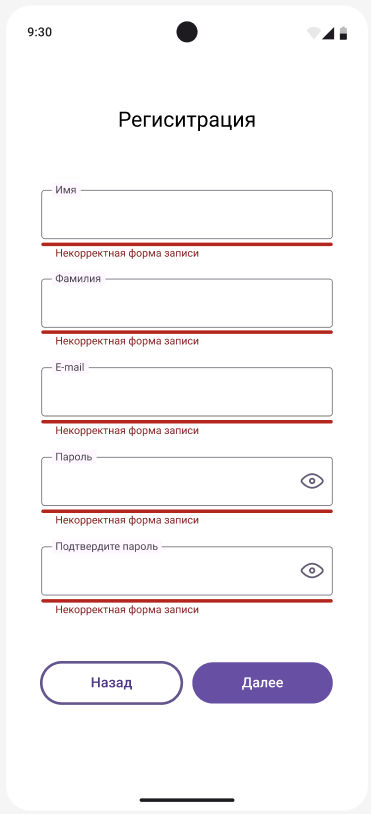 9:30
Региситрация
Имя
Некорректная форма записи
Фамилия
Некорректная форма записи
E-mail
Некорректная форма записи
Пароль
Некорректная форма записи
Подтвердите пароль
Некорректная форма записи
Назад
Далее